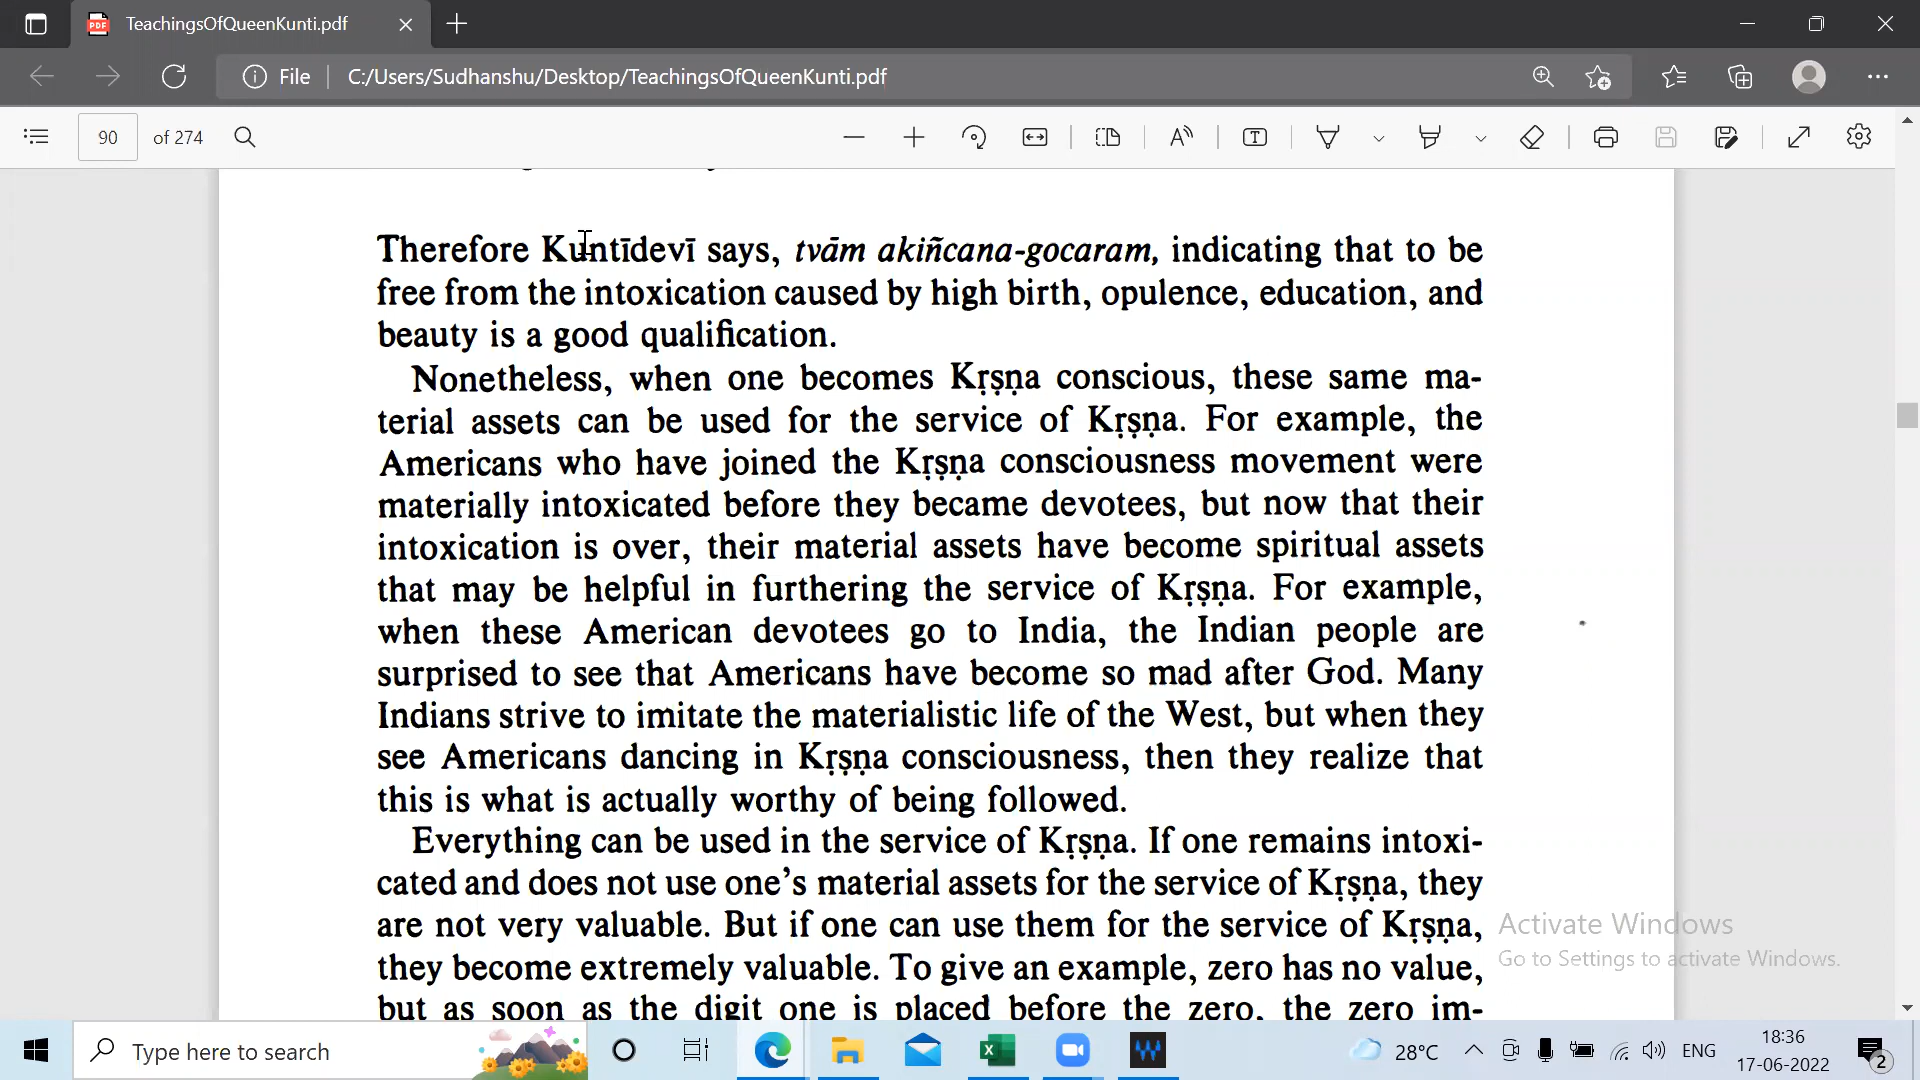 TeachingsOfQueenKunti.pdf
File C:/Users/Sudhanshu/Desktop/TeachingsOfQueenKunti.pdf
90 of 274
Therefore Kuntīdevī says, tvām akiñcana-gocaram, indicating that to be
free from the intoxication caused by high birth, opulence, education, and
beauty is a good qualification.
Nonetheless, when one becomes Kṛṣṇa conscious, these same ma-
terial assets can be used for the service of Kṛṣṇa. For example, the
Americans who have joined the Kṛṣṇa consciousness movement were
materially intoxicated before they became devotees, but now that their
intoxication is over, their material assets have become spiritual assets
that may be helpful in furthering the service of Kṛṣṇa. For example,
when these American devotees go to India, the Indian people are
surprised to see that Americans have become so mad after God. Many
Indians strive to imitate the materialistic life of the West, but when they
see Americans dancing in Kṛṣṇa consciousness, then they realize that
this is what is actually worthy of being followed.
Everything can be used in the service of Kṛṣṇa. If one remains intoxi-
cated and does not use one's material assets for the service of Kṛṣṇa, they
are not very valuable. But if one can use them for the service of Kṛṣṇa,
they become extremely valuable. To give an example, zero has no value,
but as soon as the digit one is placed before the zero, the zero im-
Activate Windows
Go to Settings to activate Windows.
Type here to search
28°C
ENG
18:36
17-06-2022
2